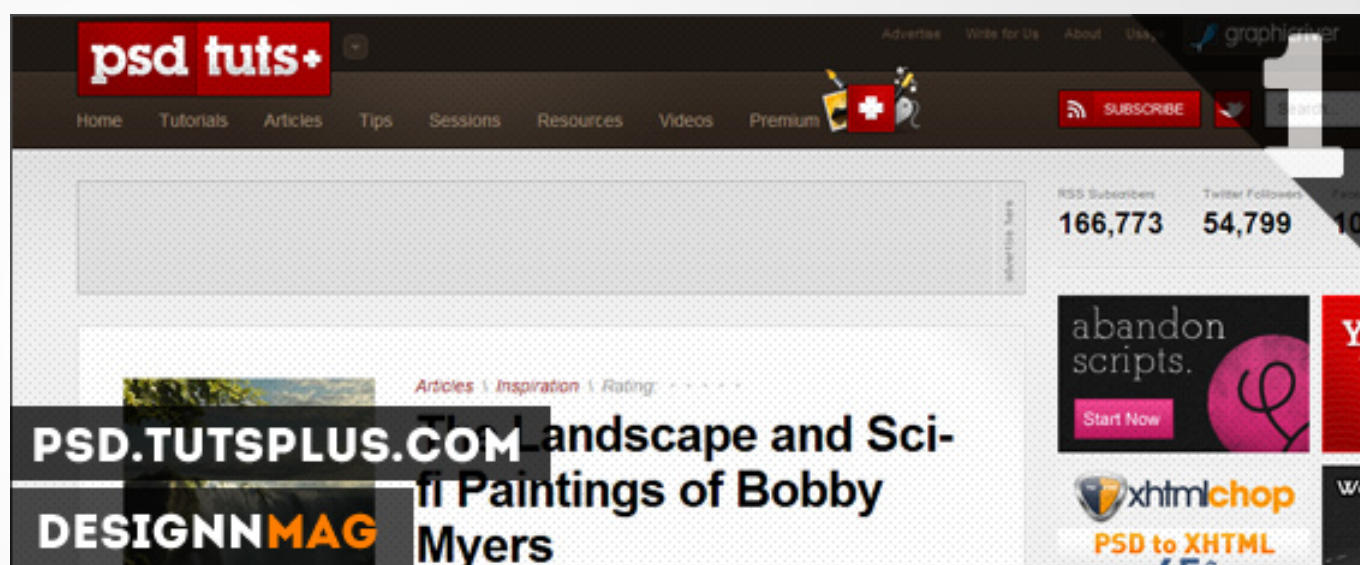 psd tuts+
Advertise Write for Us About graphicriver
1
Home Tutorials Articles Tips Sessions Resources Videos Premium
SUBSCRIBE
Search...
advertise here
RSS Subscribers Twitter Followers
166,773 54,799
abandon
scripts.
Start Now
Articles \ Inspiration \ Rating:
The Landscape and Sci-
fi Paintings of Bobby
Myers
PSD.TUTSPLUS.COM
DESIGNNMAG
xhtmlchop
PSD to XHTML